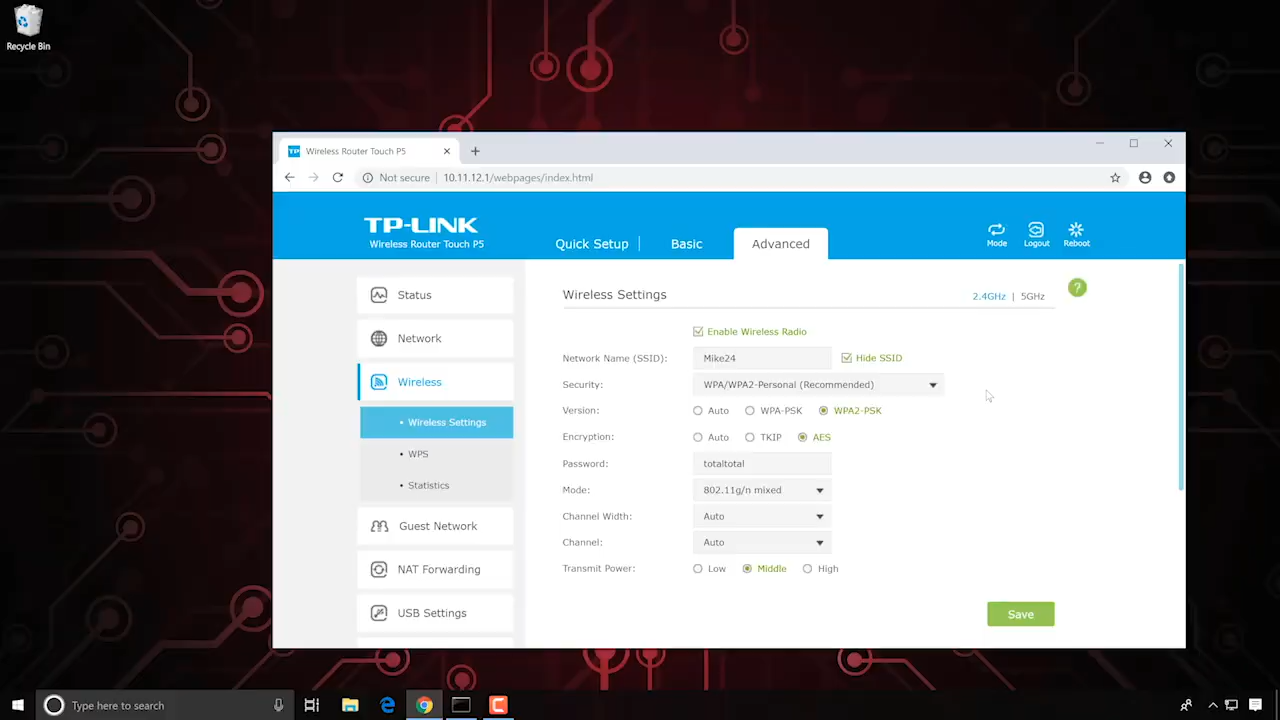 Recycle Bin
Wireless Router Touch P5
Not secure | 10.11.12.1/webpages/index.html
TP-LINK
Wireless Router Touch P5
Quick Setup
Basic
Advanced
Mode
Logout
Reboot
Status
Network
Wireless
• Wireless Settings
• WPS
• Statistics
Guest Network
NAT Forwarding
USB Settings
Wireless Settings
2.4GHz | 5GHz
?
Enable Wireless Radio
Network Name (SSID): Mike24 Hide SSID
Security: WPA/WPA2-Personal (Recommended)
Version: Auto WPA-PSK WPA2-PSK
Encryption: Auto TKIP AES
Password: totaltotal
Mode: 802.11g/n mixed
Channel Width: Auto
Channel: Auto
Transmit Power: Low Middle High
Save
Type here to search